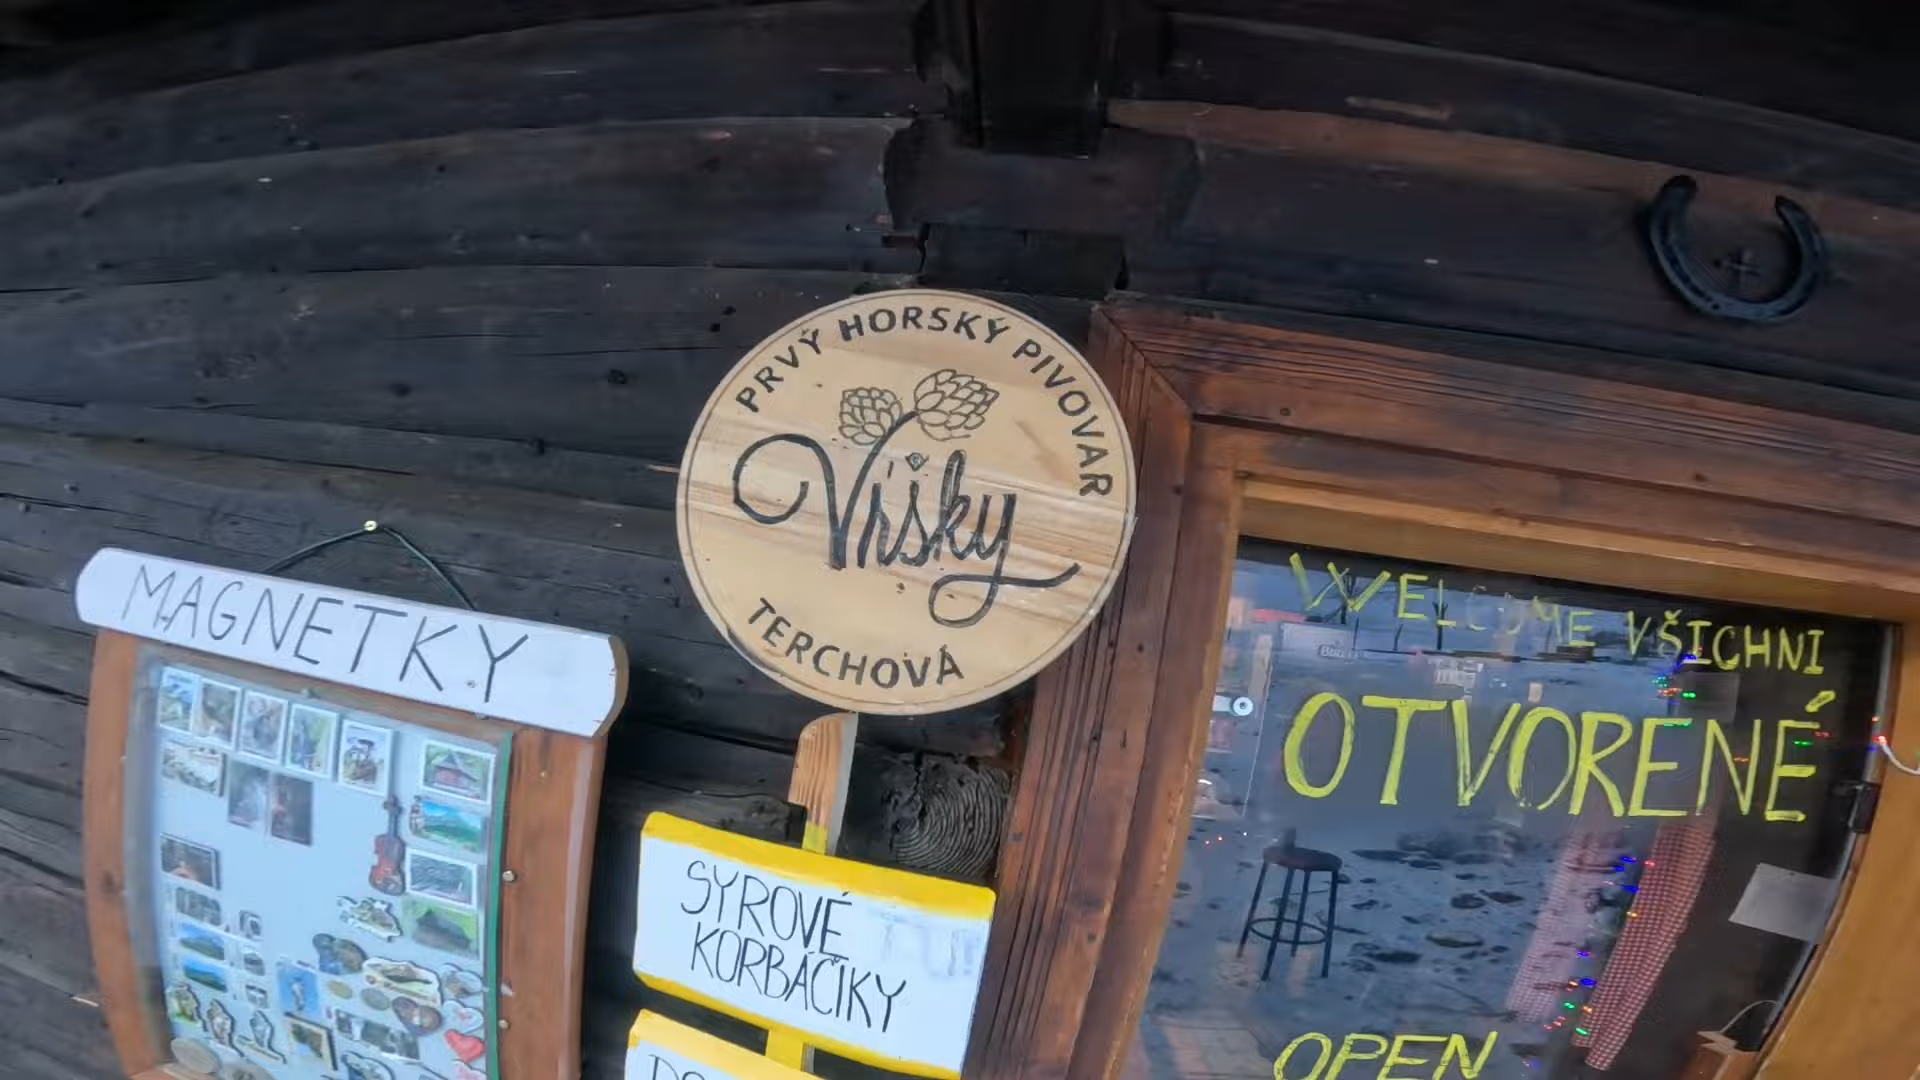 PRVÝ HORSKÝ PIVOVAR
Vŕšky
TERCHOVÁ
MAGNETKY
SYROVÉ
KORBÁČIKY
WELCOME VŠICHNI
OTVORENÉ
OPEN